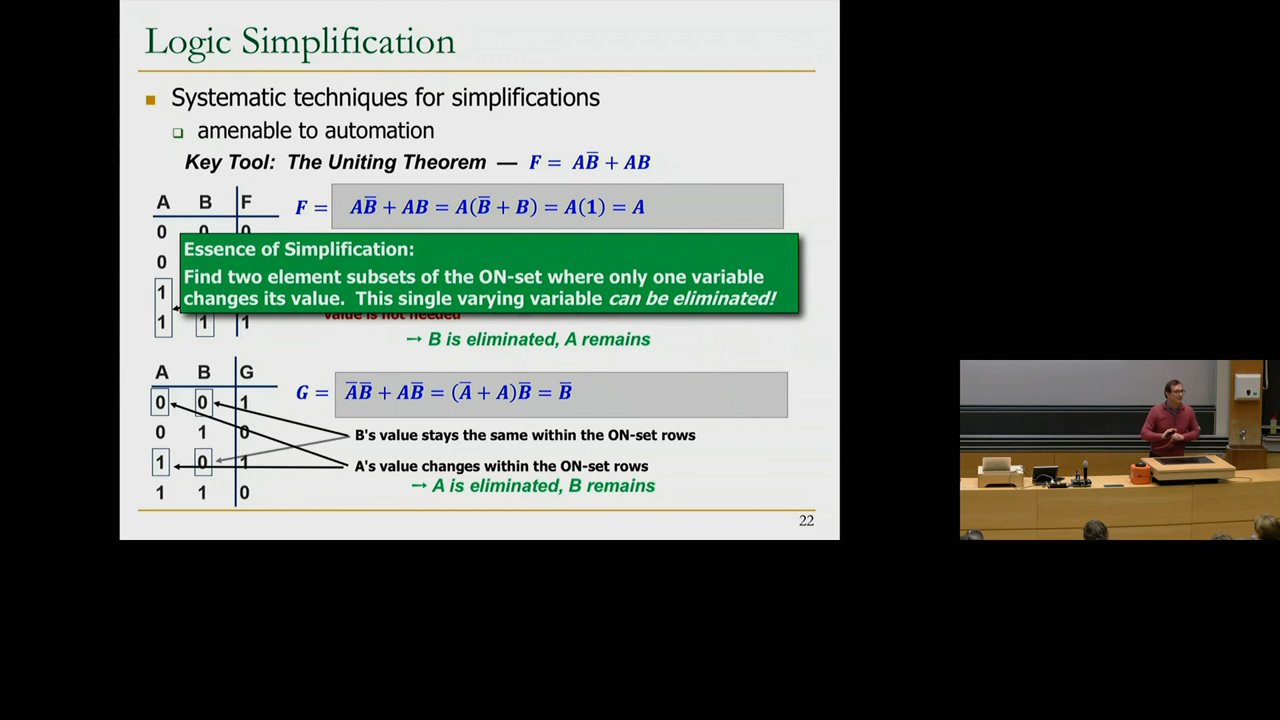 Logic Simplification
Systematic techniques for simplifications
amenable to automation
Key Tool: The Uniting Theorem — F = AB̅ + AB
A B F
F = AB̅ + AB = A(B̅ + B) = A(1) = A
0 0 0
Essence of Simplification:
0
Find two element subsets of the ON-set where only one variable
1
changes its value. This single varying variable can be eliminated!
value is not needed
1 1 1
→ B is eliminated, A remains
A B G
G = A̅B̅ + AB̅ = (A̅ + A)B̅ = B̅
0 0 1
0 1 0
B's value stays the same within the ON-set rows
1 0 1
A's value changes within the ON-set rows
→ A is eliminated, B remains
1 1 0
22